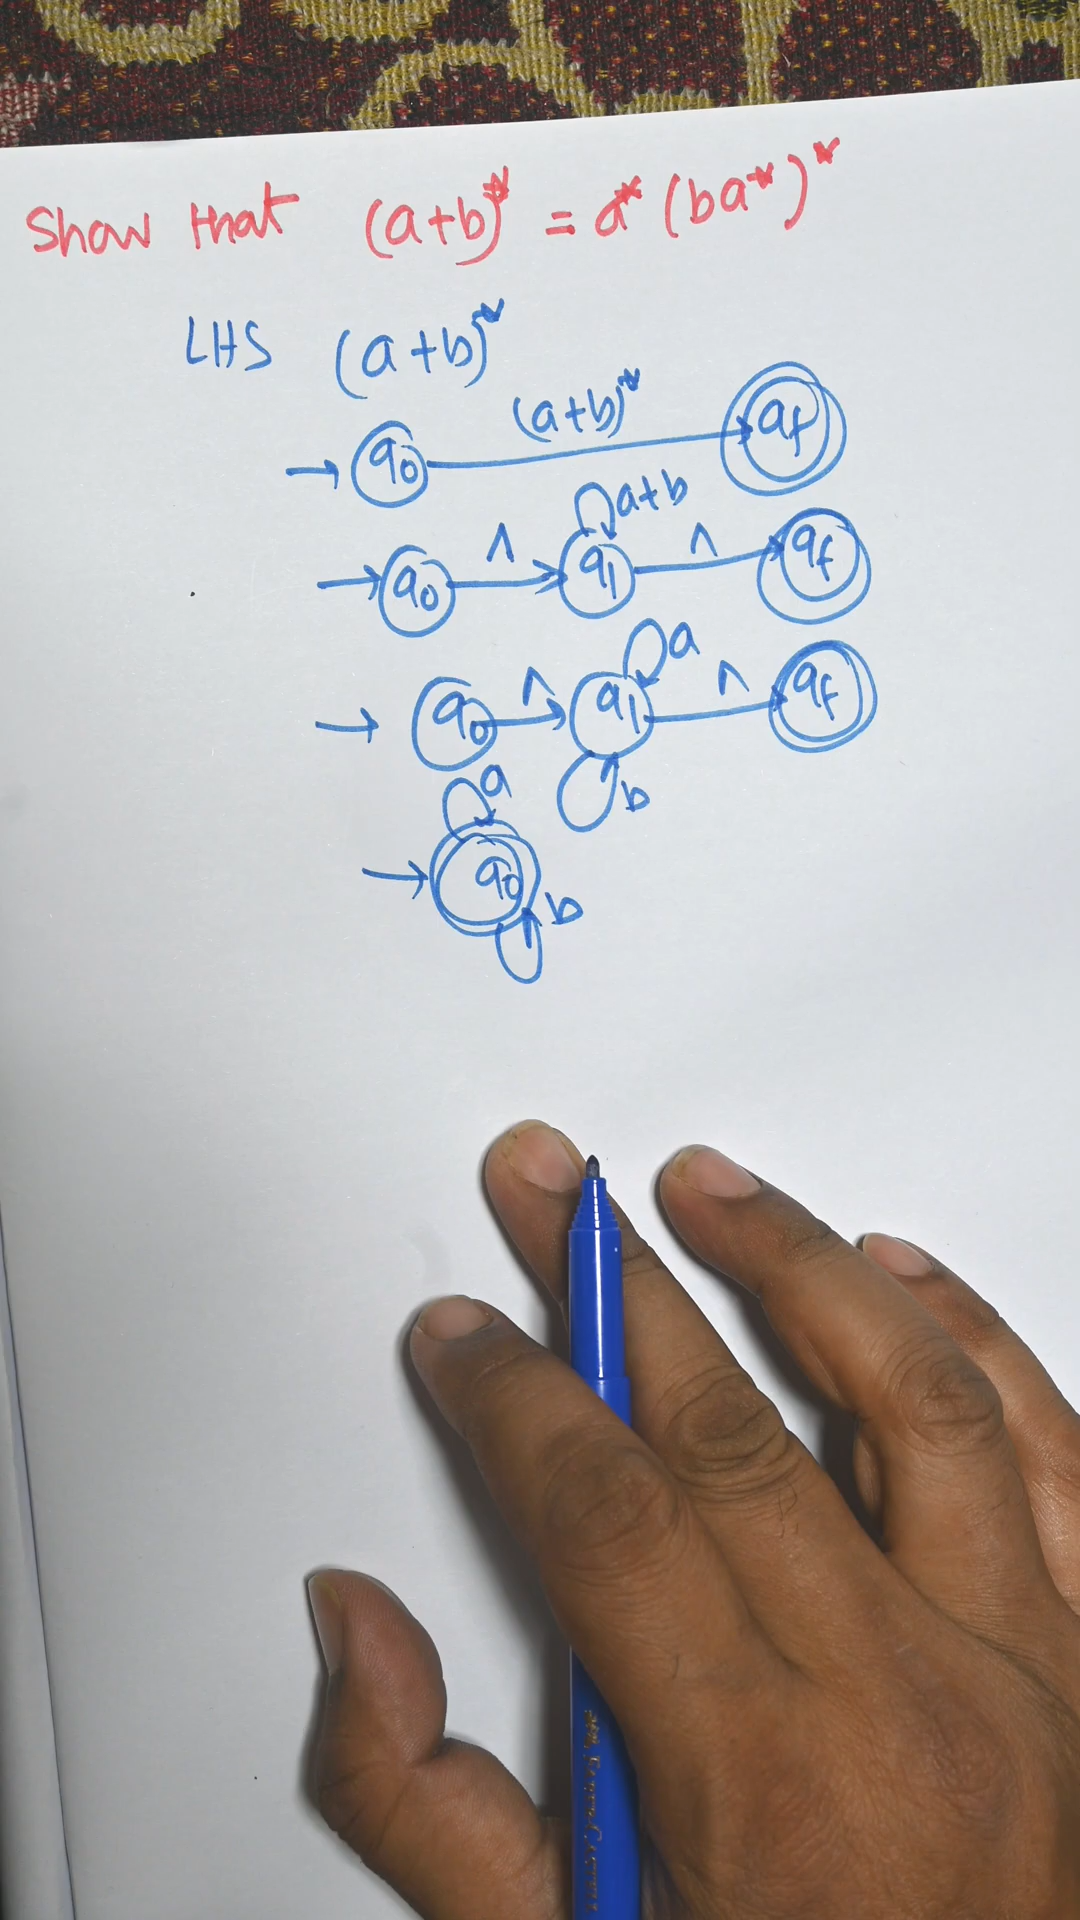 Show that (a+b)* = a* (ba*)*
LHS (a+b)*
(a+b)*
→ q0 qf
a+b
→ q0 ∧ q1 ∧ qf
a
→ q0 ∧ q1 ∧ qf
b
a
→ q0
b